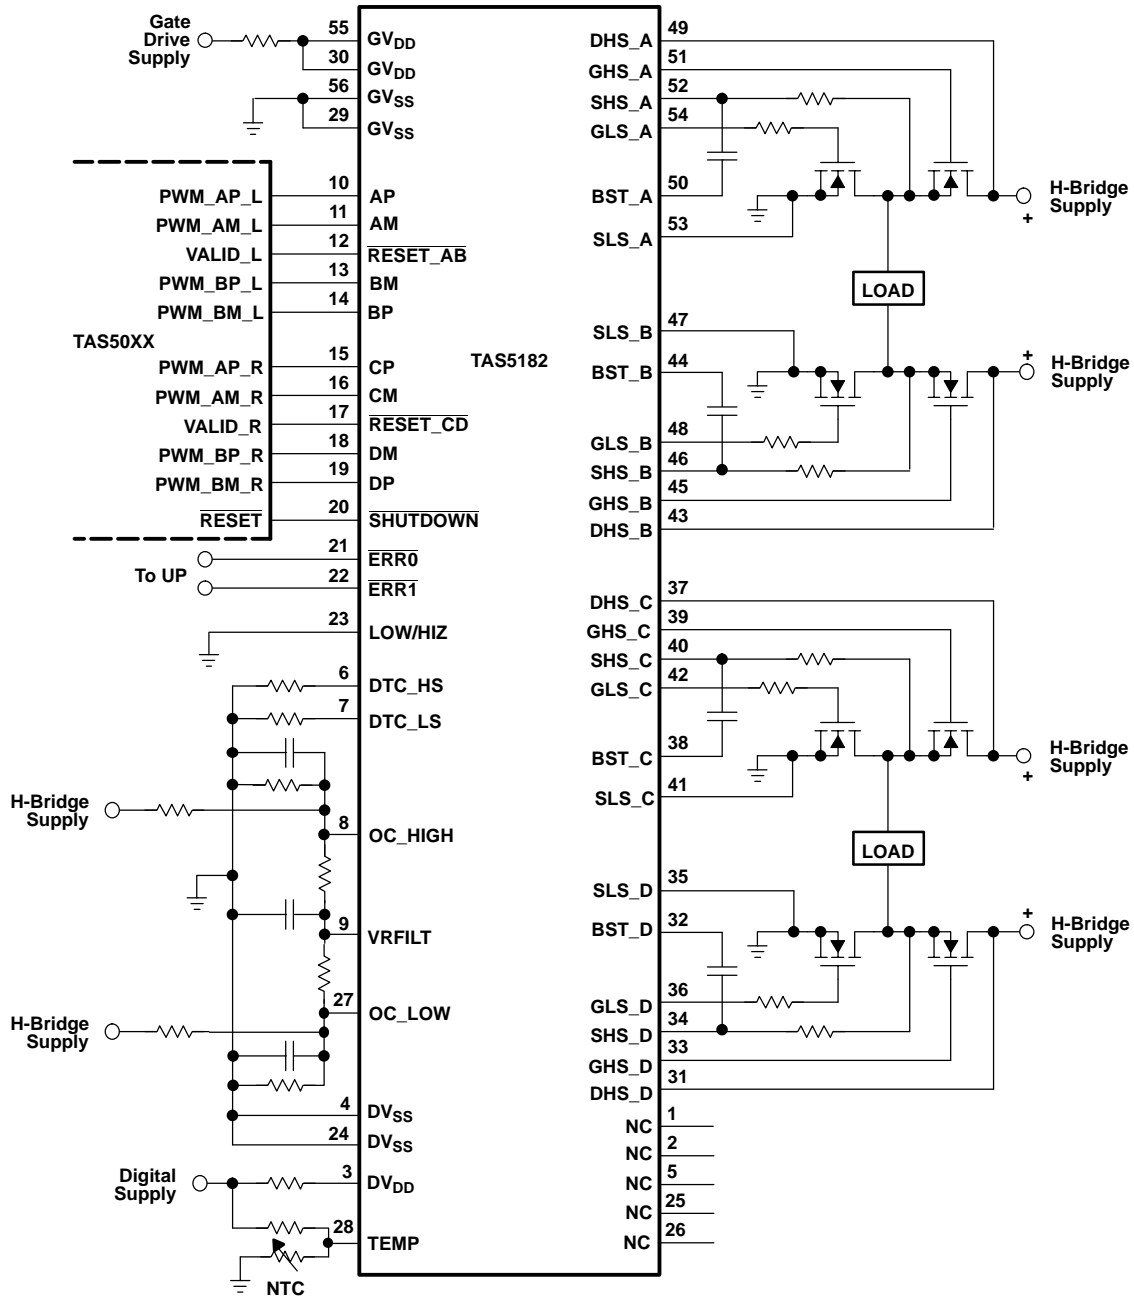 Gate
Drive
Supply
55
GVDD
30
GVDD
56
GVSS
29
GVSS
PWM_AP_L
10
AP
PWM_AM_L
11
AM
VALID_L
12
RESET_AB
PWM_BP_L
13
BM
PWM_BM_L
14
BP
TAS50XX
PWM_AP_R
15
CP
PWM_AM_R
16
CM
VALID_R
17
RESET_CD
PWM_BP_R
18
DM
PWM_BM_R
19
DP
RESET
20
SHUTDOWN
To UP
21
ERR0
22
ERR1
23
LOW/HIZ
6
DTC_HS
7
DTC_LS
H-Bridge
Supply
8
OC_HIGH
9
VRFILT
H-Bridge
Supply
27
OC_LOW
4
DVSS
24
DVSS
Digital
Supply
3
DVDD
28
TEMP
NTC
TAS5182
DHS_A
49
GHS_A
51
SHS_A
52
GLS_A
54
BST_A
50
SLS_A
53
H-Bridge
Supply
+
LOAD
SLS_B
47
BST_B
44
GLS_B
48
SHS_B
46
GHS_B
45
DHS_B
43
+
H-Bridge
Supply
DHS_C
37
GHS_C
39
SHS_C
40
GLS_C
42
BST_C
38
SLS_C
41
H-Bridge
Supply
+
LOAD
SLS_D
35
BST_D
32
GLS_D
36
SHS_D
34
GHS_D
33
DHS_D
31
+
H-Bridge
Supply
NC
1
NC
2
NC
5
NC
25
NC
26